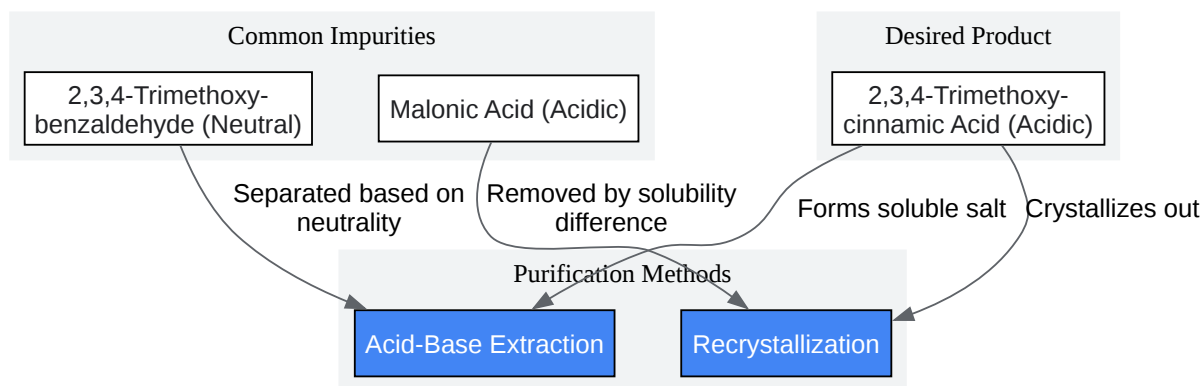 Common Impurities
Desired Product
2,3,4-Trimethoxy-
benzaldehyde (Neutral)
Malonic Acid (Acidic)
2,3,4-Trimethoxy-
cinnamic Acid (Acidic)
Separated based on
neutrality
Removed by solubility
difference
Forms soluble salt
Crystallizes out
Purification Methods
Acid-Base Extraction
Recrystallization